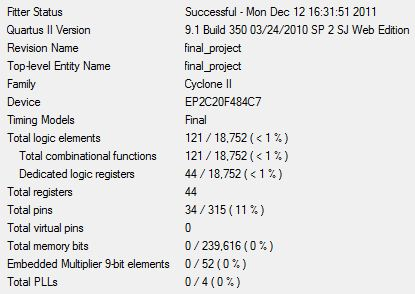 Fitter Status Successful - Mon Dec 12 16:31:51 2011
Quartus II Version 9.1 Build 350 03/24/2010 SP 2 SJ Web Edition
Revision Name final_project
Top-level Entity Name final_project
Family Cyclone II
Device EP2C20F484C7
Timing Models Final
Total logic elements 121 / 18,752 ( < 1 % )
Total combinational functions 121 / 18,752 ( < 1 % )
Dedicated logic registers 44 / 18,752 ( < 1 % )
Total registers 44
Total pins 34 / 315 ( 11 % )
Total virtual pins 0
Total memory bits 0 / 239,616 ( 0 % )
Embedded Multiplier 9-bit elements 0 / 52 ( 0 % )
Total PLLs 0 / 4 ( 0 % )